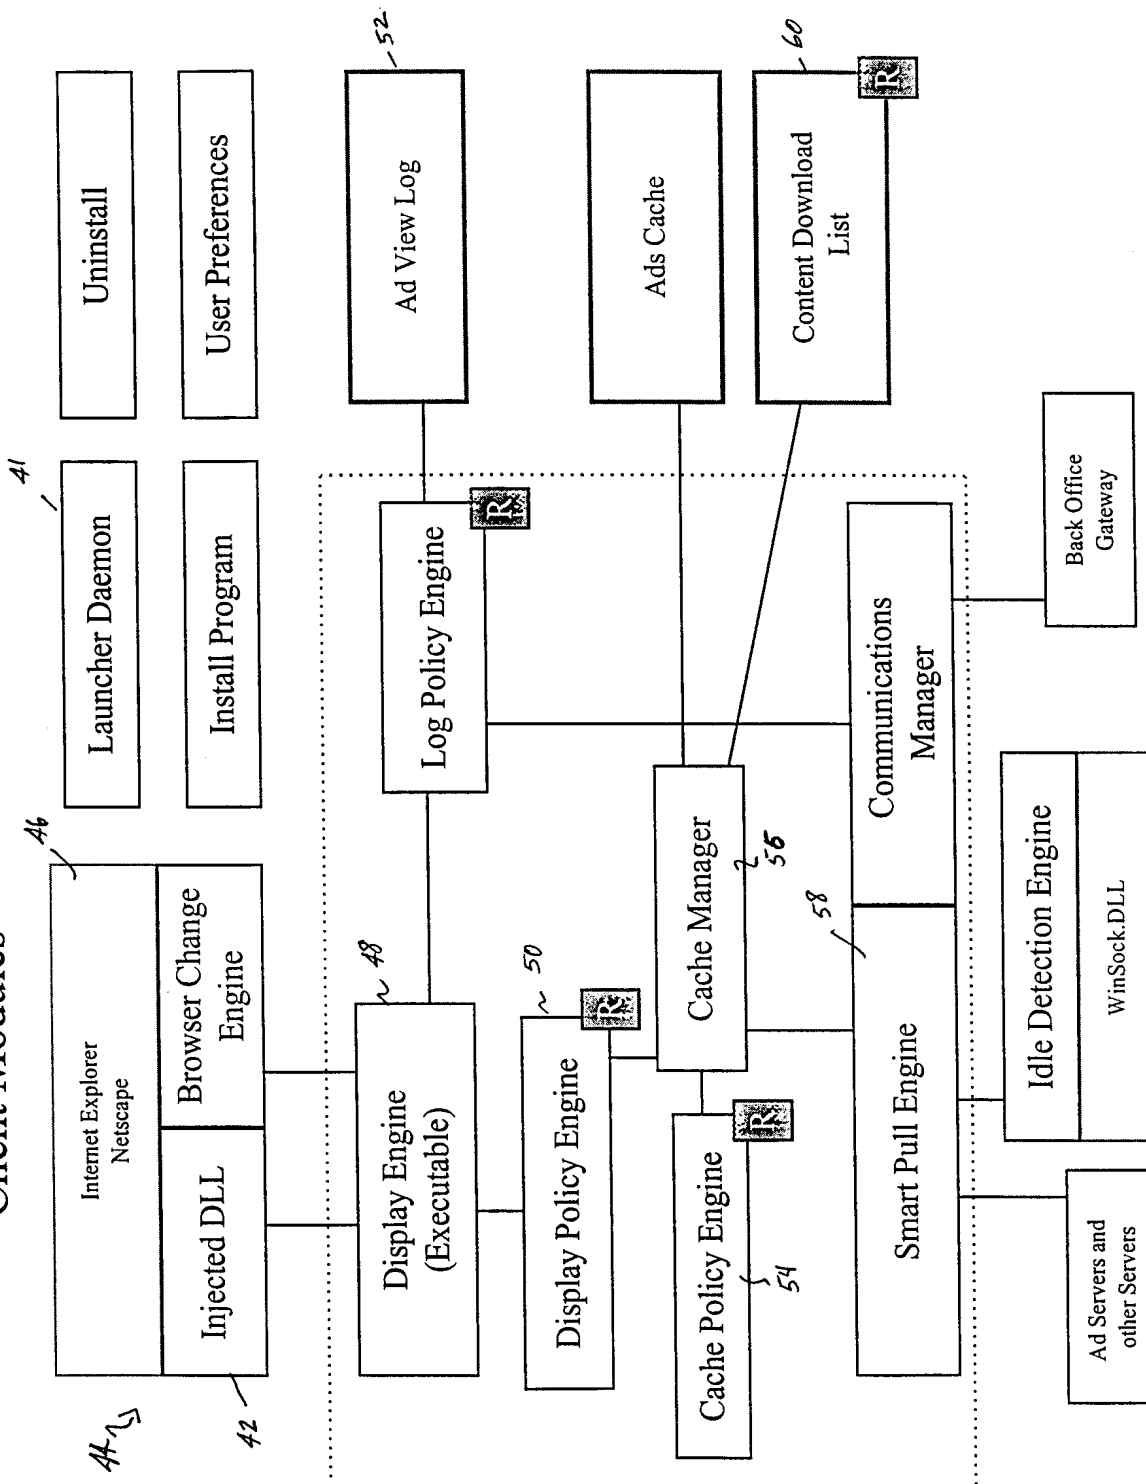 Client Modules
44
46
41
Internet Explorer
Netscape
Launcher Daemon
Uninstall
42
Injected DLL
Browser Change
Engine
Install Program
User Preferences
48
52
Display Engine
(Executable)
Log Policy Engine
R
Ad View Log
50
Display Policy Engine
R
Cache Manager
56
Ads Cache
Cache Policy Engine
R
54
60
Content Download
List
R
58
Smart Pull Engine
Communications
Manager
Idle Detection Engine
WinSock.DLL
Back Office
Gateway
Ad Servers and
other Servers